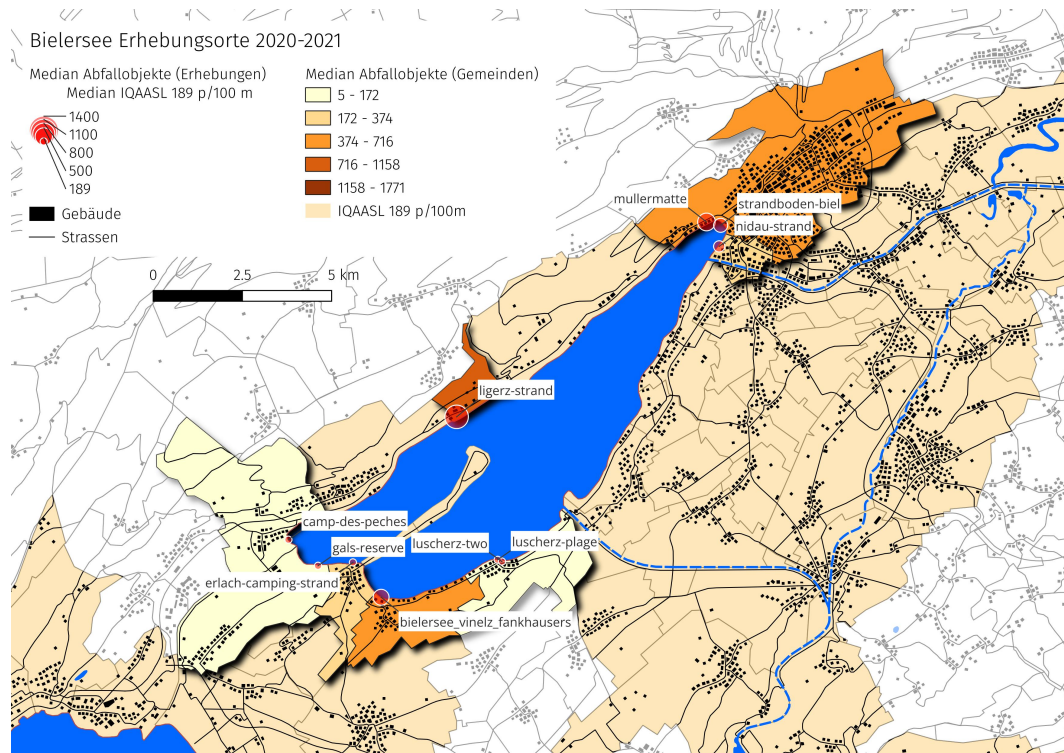 Bielersee Erhebungsorte 2020-2021
Median Abfallobjekte (Erhebungen)
Median IQAASL 189 p/100 m
1400
1100
800
500
189
Gebäude
Strassen
Median Abfallobjekte (Gemeinden)
5 - 172
172 - 374
374 - 716
716 - 1158
1158 - 1771
IQAASL 189 p/100m
0 2.5 5 km
mullermatte
strandboden-biel
nidau-strand
ligerz-strand
camp-des-peches
gals-reserve
luscherz-two
luscherz-plage
erlach-camping-strand
bielersee_vinelz_fankhausers